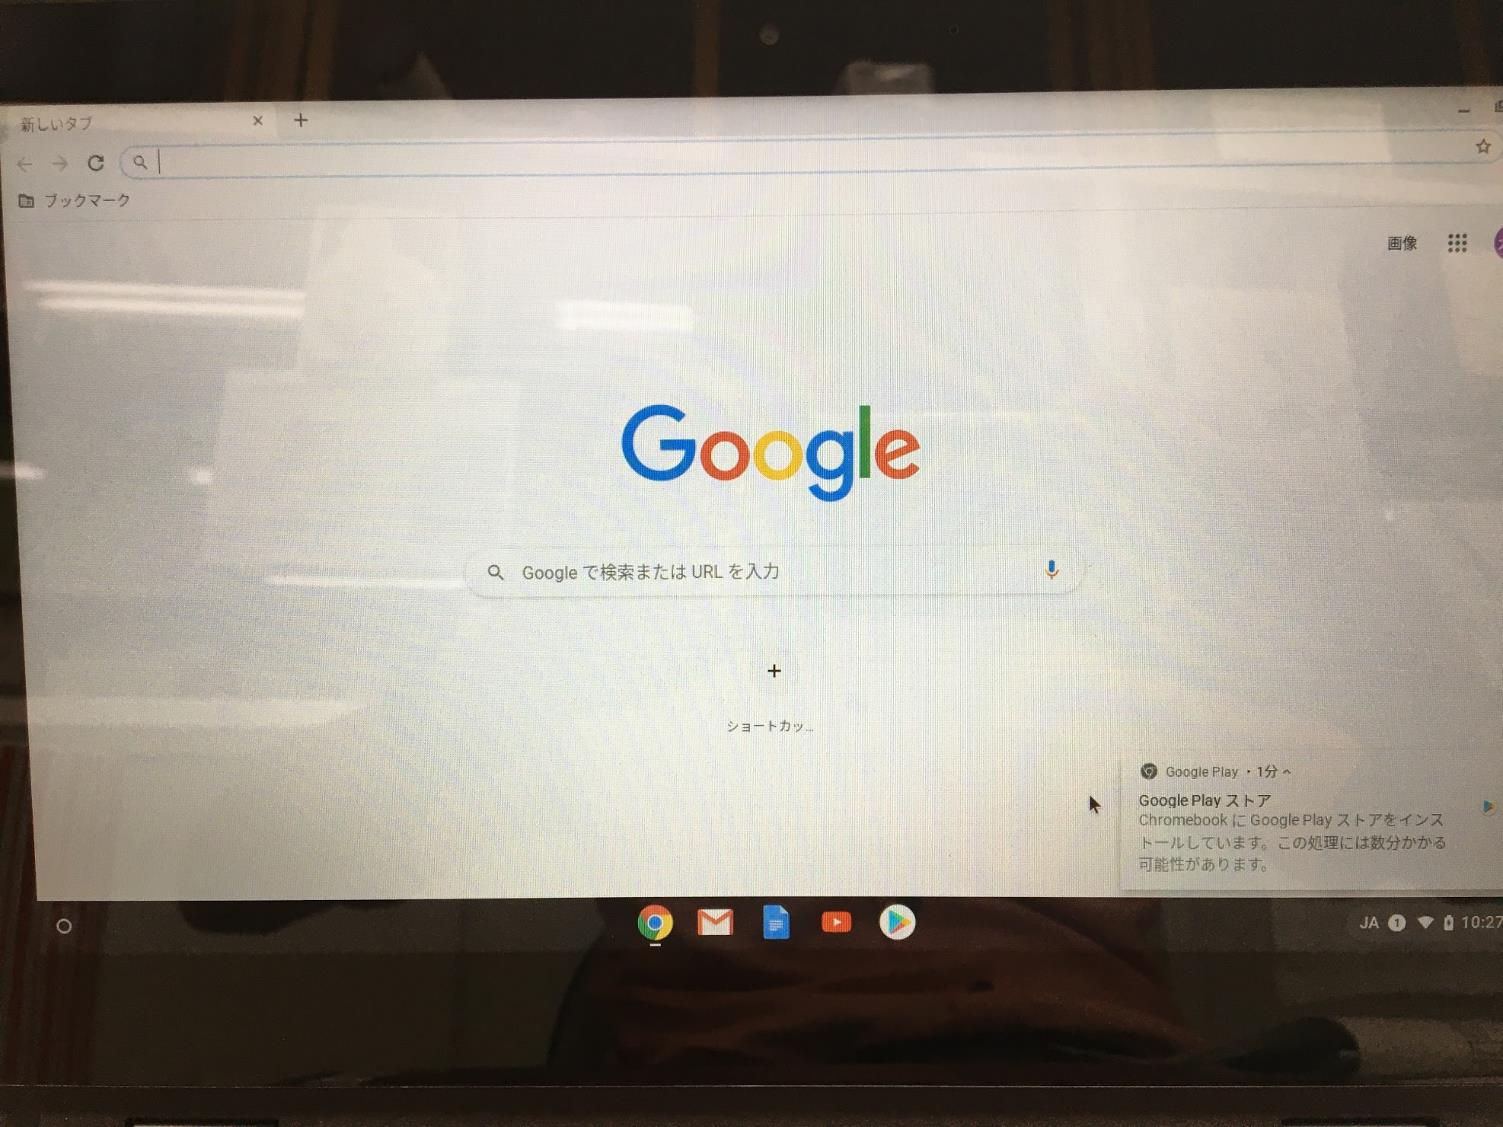 新しいタブ
ブックマーク
画像
Google
Google で検索または URL を入力
ショートカッ...
Google Play ・ 1分
Google Play ストア
Chromebook に Google Play ストアをインス
トールしています。この処理には数分かかる
可能性があります。
JA 1 10:27